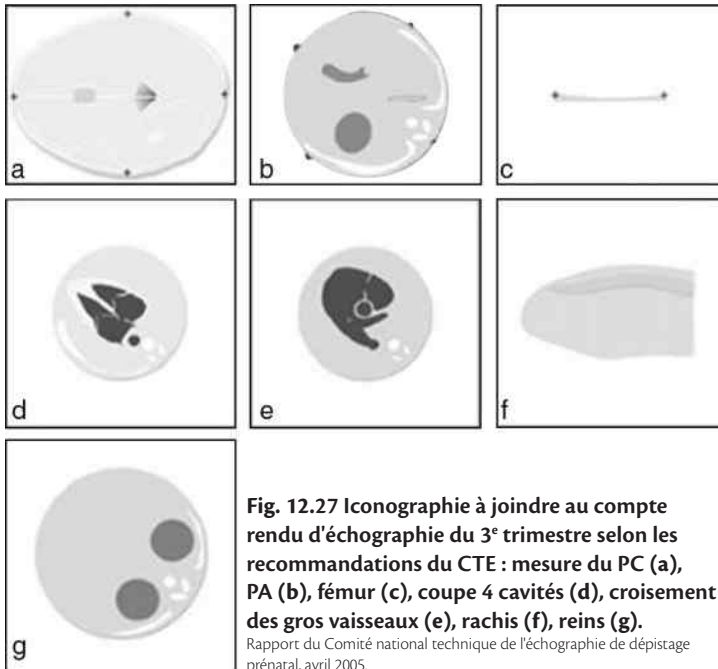 a
b
c
d
e
f
g
Fig. 12.27 Iconographie à joindre au compte
rendu d'échographie du 3e trimestre selon les
recommandations du CTE : mesure du PC (a),
PA (b), fémur (c), coupe 4 cavités (d), croisement
des gros vaisseaux (e), rachis (f), reins (g).
Rapport du Comité national technique de l'échographie de dépistage
prénatal, avril 2005.